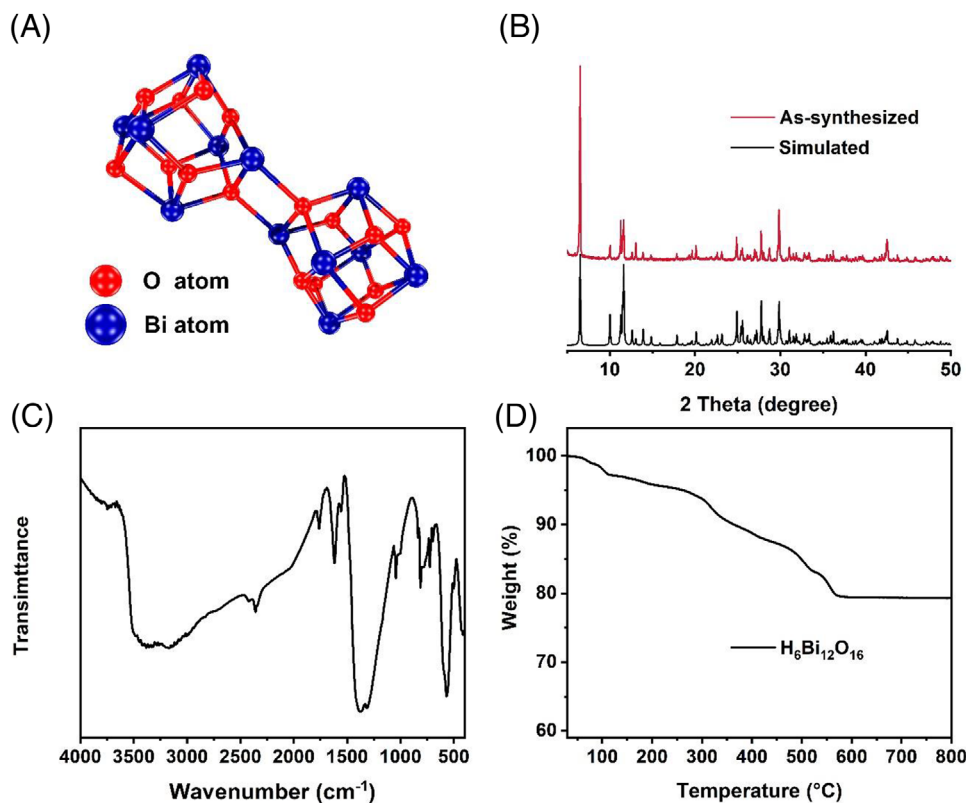 (A)
O atom
Bi atom
(B)
As-synthesized
Simulated
10
20
30
40
50
2 Theta (degree)
(C)
Transimttance
4000
3500
3000
2500
2000
1500
1000
500
Wavenumber (cm⁻¹)
(D)
Weight (%)
100
90
80
70
60
H₆Bi₁₂O₁₆
100
200
300
400
500
600
700
800
Temperature (°C)